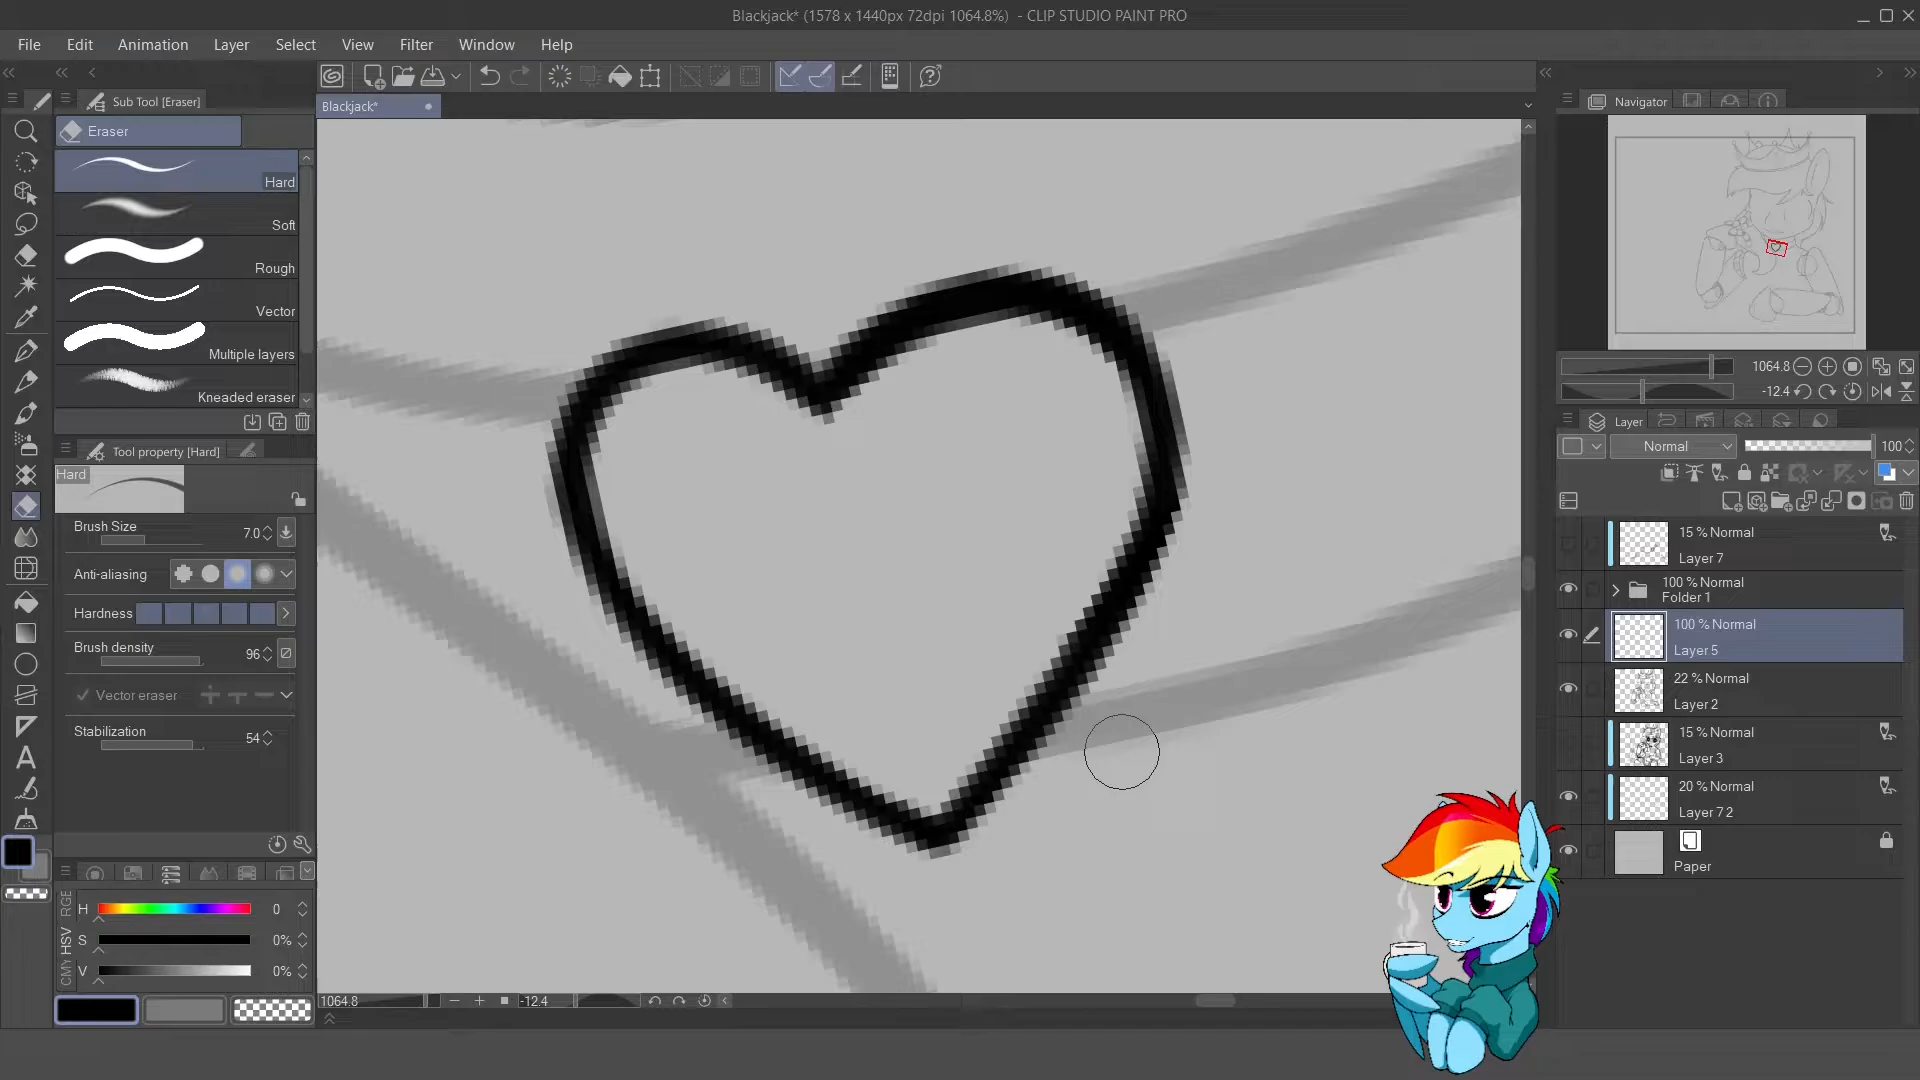 Blackjack* (1578 x 1440px 72dpi 1064.8%)  - CLIP STUDIO PAINT PRO
File Edit Animation Layer Select View Filter Window Help
Sub Tool [Eraser]
Blackjack*
Navigator
Eraser
Hard
Soft
Rough
Vector
Multiple layers
Kneaded eraser
Tool property [Hard]
Hard
Brush Size 7.0
Anti-aliasing
Hardness
Brush density 96
Vector eraser
Stabilization 54
RGB
HSV
CMY
H 0
S 0%
V 0%
1064.8 -12.4
1064.8
-12.4
Layer
Normal 100
15 % Normal
Layer 7
100 % Normal
Folder 1
100 % Normal
Layer 5
22 % Normal
Layer 2
15 % Normal
Layer 3
20 % Normal
Layer 7 2
Paper